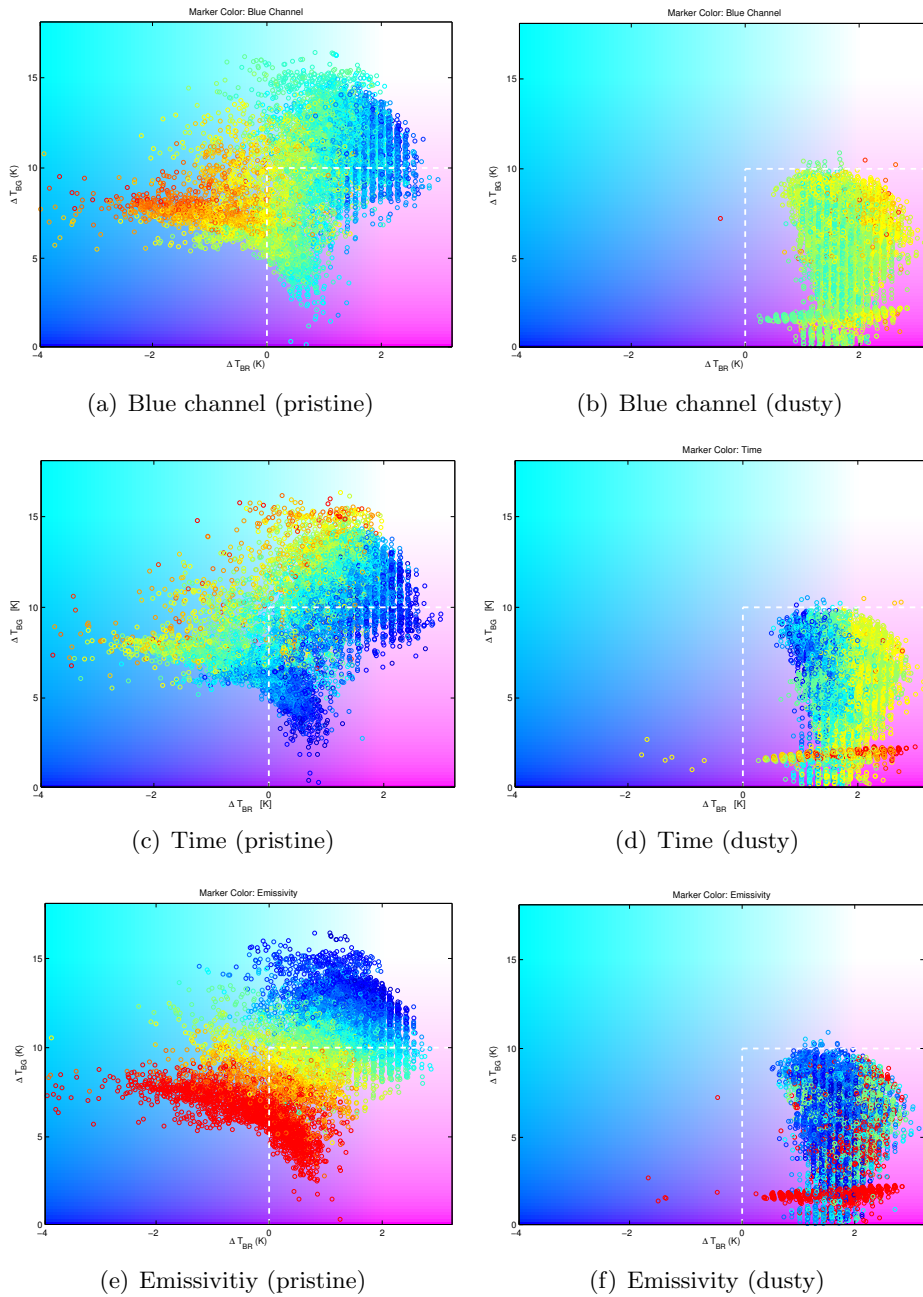 Marker Color: Blue Channel
Marker Color: Blue Channel
15
10
5
0
Δ T_BG (K)
-4
-2
0
2
Δ T_BR (K)
15
10
5
0
Δ T_BG (K)
-4
-2
0
2
Δ T_BR (K)
(a) Blue channel (pristine)
(b) Blue channel (dusty)
Marker Color: Time
15
10
5
0
Δ T_BG [K]
-4
-2
0
2
Δ T_BR [K]
15
10
5
0
Δ T_BG [K]
-4
-2
0
2
Δ T_BR [K]
(c) Time (pristine)
(d) Time (dusty)
Marker Color: Emissivity
Marker Color: Emissivity
15
10
5
0
Δ T_BG (K)
-4
-2
0
2
Δ T_BR (K)
15
10
5
0
Δ T_BG (K)
-4
-2
0
2
Δ T_BR (K)
(e) Emissivitiy (pristine)
(f) Emissivity (dusty)